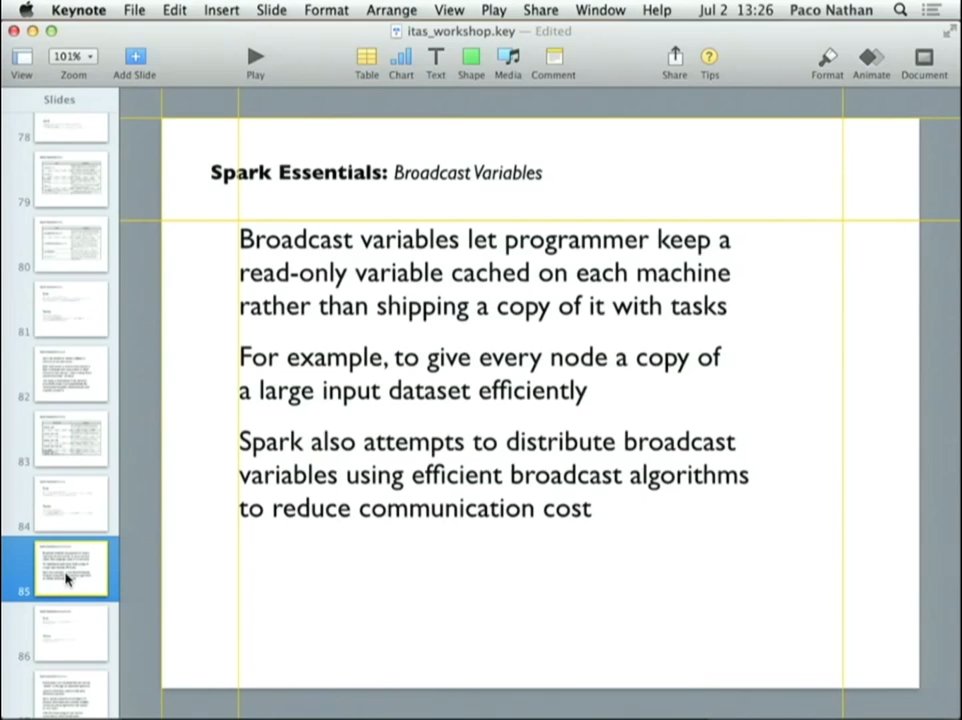 Keynote File Edit Insert Slide Format Arrange View Play Share Window Help Jul 2 13:26 Paco Nathan
itas_workshop.key — Edited
101%
View Zoom Add Slide Play Table Chart Text Shape Media Comment Share Tips Format Animate Document
Slides
78
79
80
81
82
83
84
85
86
Spark Essentials: Broadcast Variables
Broadcast variables let programmer keep a
read-only variable cached on each machine
rather than shipping a copy of it with tasks
For example, to give every node a copy of
a large input dataset efficiently
Spark also attempts to distribute broadcast
variables using efficient broadcast algorithms
to reduce communication cost